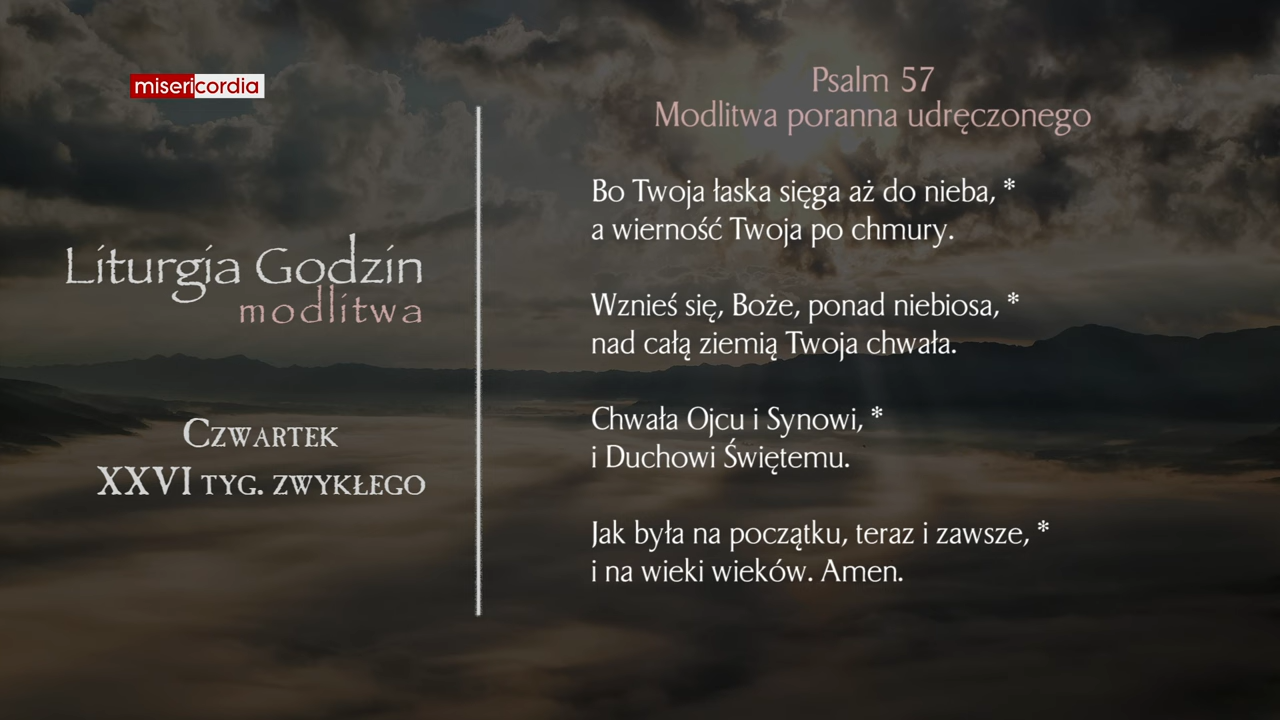 misericordia
Liturgia Godzin
modlitwa
Czwartek
XXVI tyg. zwykłego
Psalm 57
Modlitwa poranna udręczonego
Bo Twoja łaska sięga aż do nieba, *
a wierność Twoja po chmury.
Wznieś się, Boże, ponad niebiosa, *
nad całą ziemią Twoja chwała.
Chwała Ojcu i Synowi, *
i Duchowi Świętemu.
Jak była na początku, teraz i zawsze, *
i na wieki wieków. Amen.